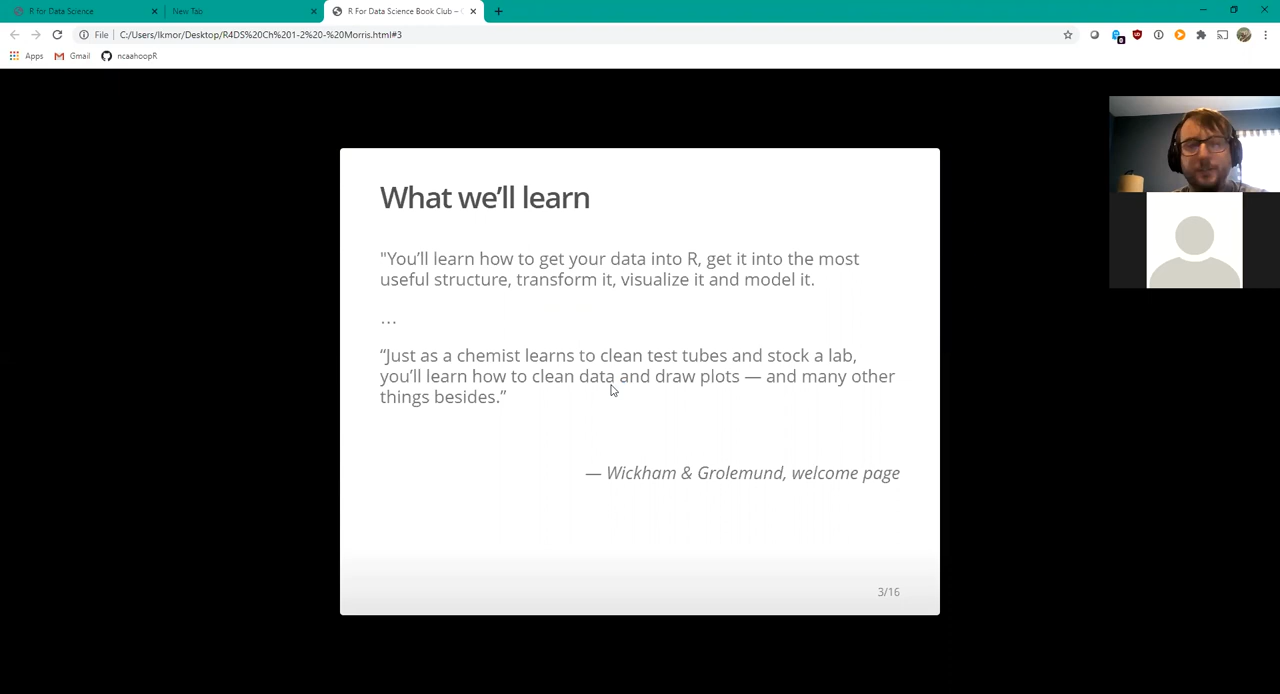 R for Data Science
New Tab
R For Data Science Book Club –
File
C:/Users/lkmor/Desktop/R4DS%20Ch%201-2%20-%20Morris.html#3
Apps
Gmail
ncaahoopR
What we’ll learn
"You’ll learn how to get your data into R, get it into the most
useful structure, transform it, visualize it and model it.
…
“Just as a chemist learns to clean test tubes and stock a lab,
you’ll learn how to clean data and draw plots — and many other
things besides.”
— Wickham & Grolemund, welcome page
3/16